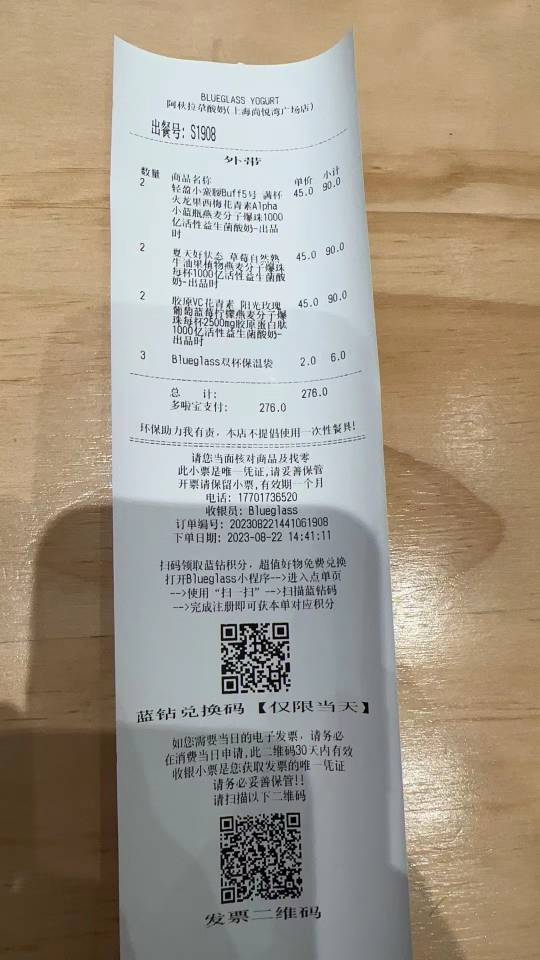 BLUEGLASS YOGURT
阿秋拉尕酸奶(上海尚悦湾广场店)
出餐号: S1908
外带
数量 商品名称 单价 小计
2 轻盈小蛮腰Buff5号 满杯 45.0 90.0
火龙果西梅花青素Alpha
小蓝瓶燕麦分子爆珠1000
亿活性益生菌酸奶-出品
时
2 夏天好状态 草莓自然熟 45.0 90.0
牛油果植物燕麦分子爆珠
每杯1000亿活性益生菌酸
奶-出品时
2 胶原VC花青素 阳光玫瑰 45.0 90.0
葡萄蓝莓柠檬燕麦分子爆
珠每杯2500mg胶原蛋白肽
1000亿活性益生菌酸奶-
出品时
3 Blueglass双杯保温袋 2.0 6.0
总 计: 276.0
多啦宝支付: 276.0
环保助力我有责，本店不提倡使用一次性餐具!
请您当面核对商品及找零
此小票是唯一凭证,请妥善保管
开票请保留小票,有效期一个月
电话: 17701736520
收银员: Blueglass
订单编号: 202308221441061908
下单日期: 2023-08-22 14:41:11
扫码领取蓝钻积分，超值好物免费兑换
打开Blueglass小程序-->进入点单页
-->使用“扫一扫”-->扫描蓝钻码
-->完成注册即可获本单对应积分
蓝钻兑换码【仅限当天】
如您需要当日的电子发票，请务必
在消费当日申请,此二维码30天内有效
收银小票是您获取发票的唯一凭证
请务必妥善保管!!
请扫描以下二维码
发票二维码